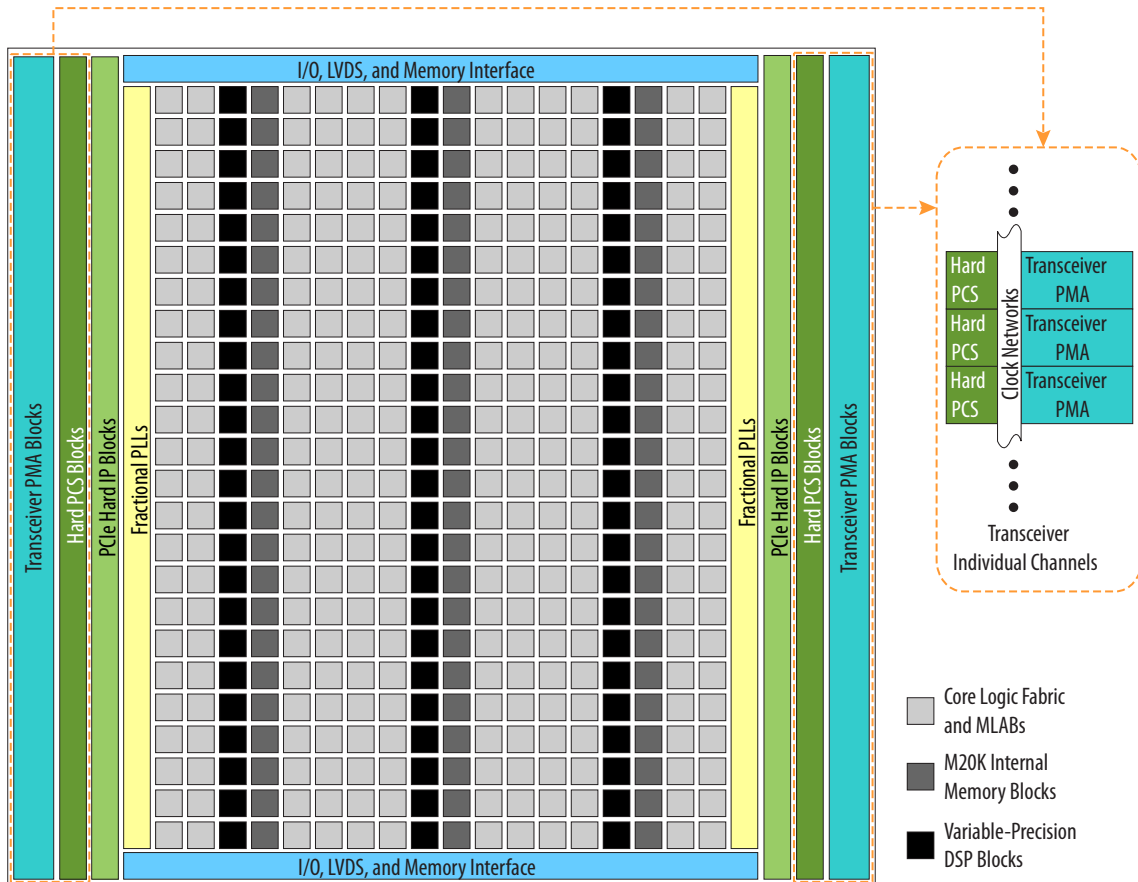 I/O, LVDS, and Memory Interface
Transceiver PMA Blocks
Hard PCS Blocks
PCIe Hard IP Blocks
Fractional PLLs
Fractional PLLs
PCIe Hard IP Blocks
Hard PCS Blocks
Transceiver PMA Blocks
I/O, LVDS, and Memory Interface
Hard
PCS
Transceiver
PMA
Hard
PCS
Transceiver
PMA
Hard
PCS
Transceiver
PMA
Clock Networks
Transceiver
Individual Channels
Core Logic Fabric
and MLABs
M20K Internal
Memory Blocks
Variable-Precision
DSP Blocks